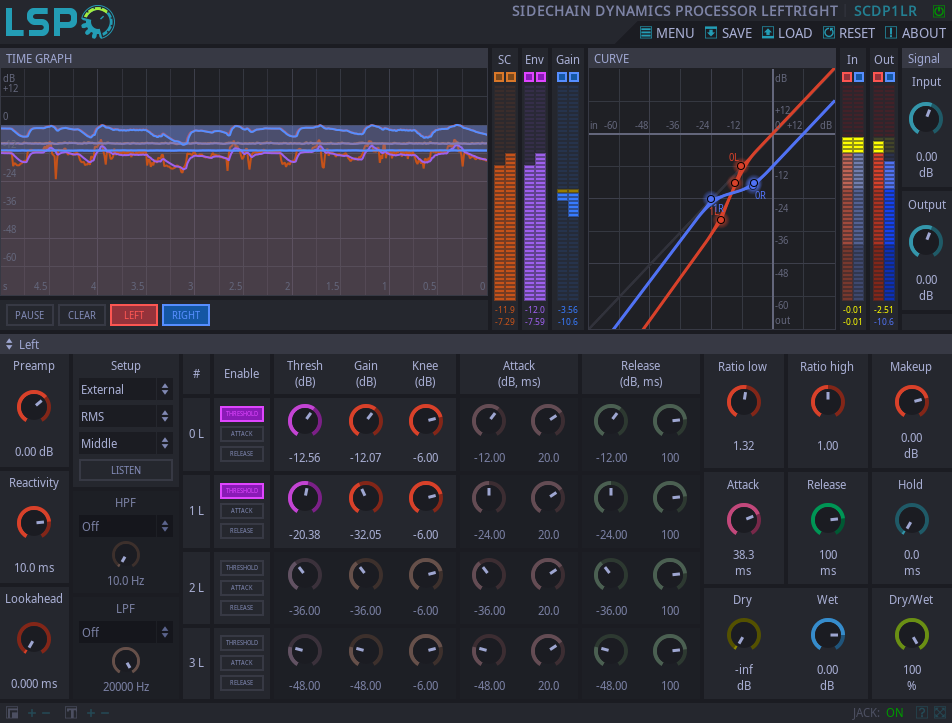 LSP
SIDECHAIN DYNAMICS PROCESSOR LEFTRIGHT SCDP1LR
MENU SAVE LOAD RESET ABOUT
TIME GRAPH
dB
+12
0
-24
-36
-48
-60
s 4.5 4 3.5 3 2.5 2 1.5 1 0.5 0
PAUSE CLEAR LEFT RIGHT
SC Env Gain
-11.9 -12.0 -3.56
-7.29 -7.59 -10.6
CURVE
dB
+12
in -60 -48 -36 -24 -12 0 +12 dB
0L
-12
0R
1R
-24
-36
-48
-60
out
In Out
-0.01 -2.51
-0.01 -10.6
Signal
Input
0.00
dB
Output
0.00
dB
Left
Preamp
0.00 dB
Reactivity
10.0 ms
Lookahead
0.000 ms
Setup
External
RMS
Middle
LISTEN
HPF
Off
10.0 Hz
LPF
Off
20000 Hz
# Enable Thresh (dB) Gain (dB) Knee (dB) Attack (dB, ms) Release (dB, ms)
0 L THRESHOLD ATTACK RELEASE
-12.56 -12.07 -6.00 -12.00 20.0 -12.00 100
1 L THRESHOLD ATTACK RELEASE
-20.38 -32.05 -6.00 -24.00 20.0 -24.00 100
2 L THRESHOLD ATTACK RELEASE
-36.00 -36.00 -6.00 -36.00 20.0 -36.00 100
3 L THRESHOLD ATTACK RELEASE
-48.00 -48.00 -6.00 -48.00 20.0 -48.00 100
Ratio low Ratio high Makeup
1.32 1.00 0.00
dB
Attack Release Hold
38.3 100 0.0
ms ms ms
Dry Wet Dry/Wet
-inf 0.00 100
dB dB %
JACK: ON